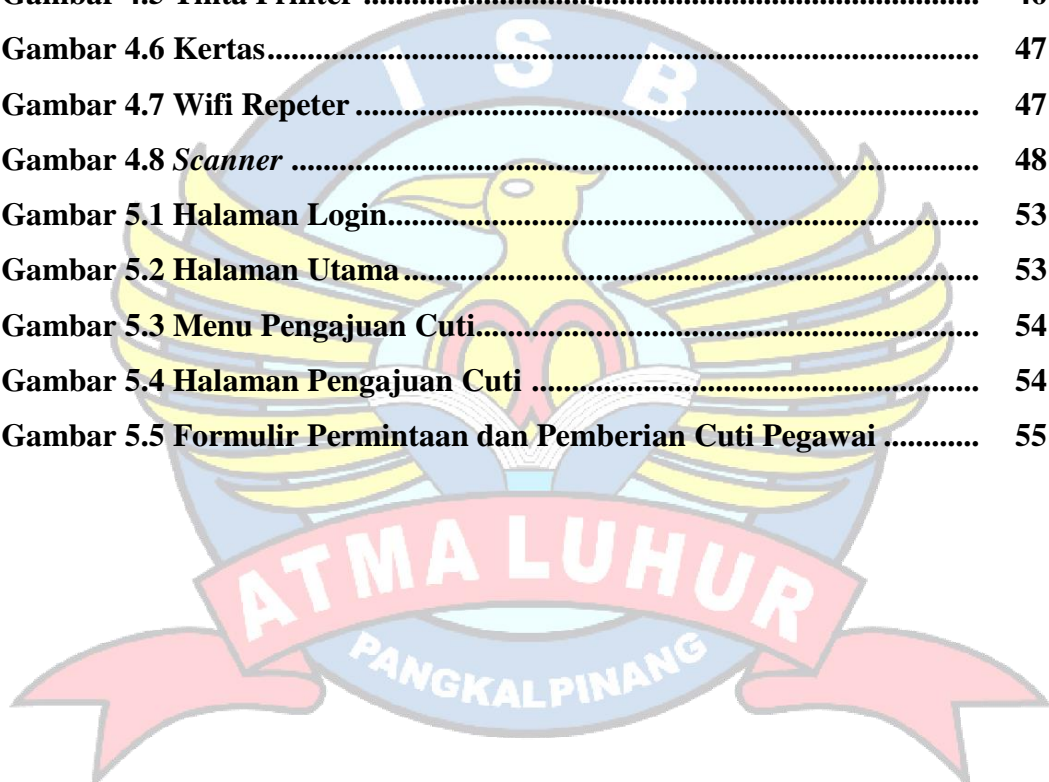 Gambar 4.6 Kertas........................................................................... 47
Gambar 4.7 Wifi Repeter .................................................................. 47
Gambar 4.8 Scanner ......................................................................... 48
Gambar 5.1 Halaman Login............................................................... 53
Gambar 5.2 Halaman Utama ............................................................. 53
Gambar 5.3 Menu Pengajuan Cuti..................................................... 54
Gambar 5.4 Halaman Pengajuan Cuti ............................................... 54
Gambar 5.5 Formulir Permintaan dan Pemberian Cuti Pegawai ............ 55
I S B
ATMA LUHUR
PANGKALPINANG